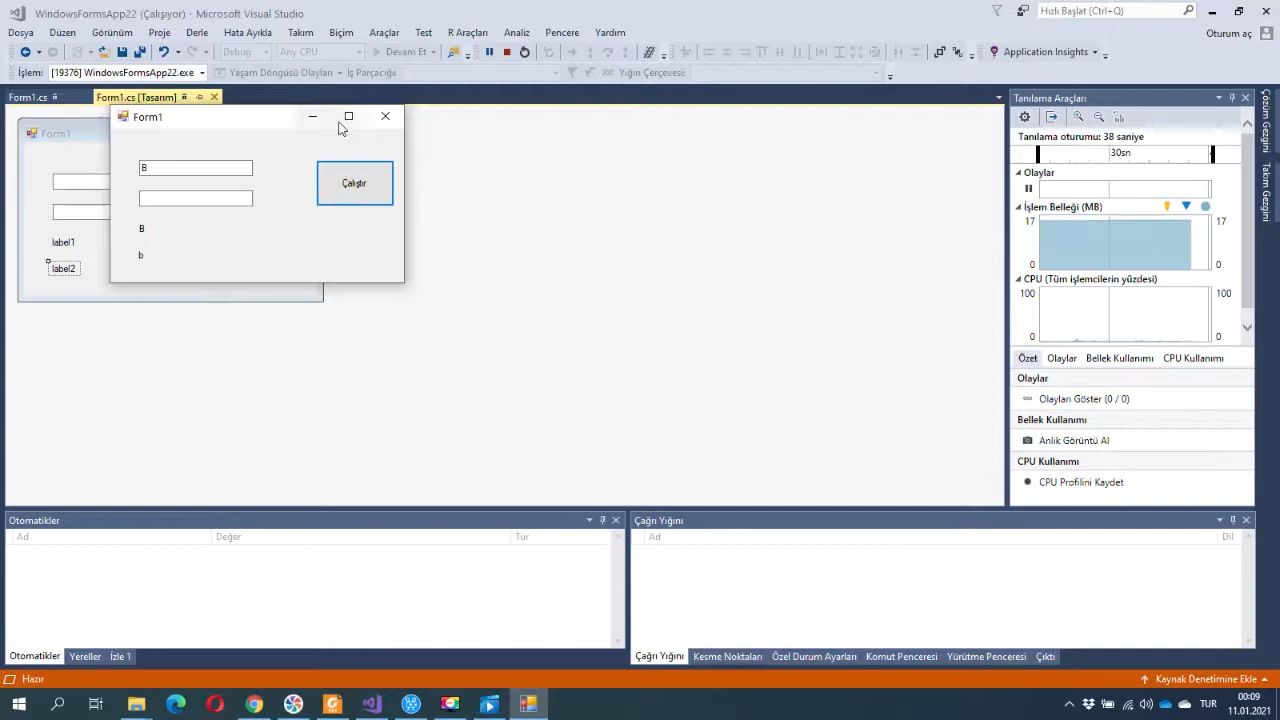 WindowsFormsApp22 (Çalışıyor) - Microsoft Visual Studio
Hızlı Başlat (Ctrl+Q)
Dosya Düzen Görünüm Proje Derle Hata Ayıkla Takım Biçim Araçlar Test R Araçları Analiz Pencere Yardım
Oturum aç
Debug Any CPU Devam Et Application Insights
İşlem: [19376] WindowsFormsApp22.exe Yaşam Döngüsü Olayları İş Parçacığı Yığın Çerçevesi:
Form1.cs Form1.cs [Tasarım]
Form1
Form1
B
Çalıştır
B
label1
b
label2
Tanılama Araçları
Tanılama oturumu: 38 saniye
30sn
Olaylar
İşlem Belleği (MB)
17 17
0 0
CPU (Tüm işlemcilerin yüzdesi)
100 100
0 0
Özet Olaylar Bellek Kullanımı CPU Kullanımı
Olaylar
Olayları Göster (0 / 0)
Bellek Kullanımı
Anlık Görüntü Al
CPU Kullanımı
CPU Profilini Kaydet
Çözüm Gezgini
Takım Gezgini
Otomatikler
Ad Değer Tür
Çağrı Yığını
Ad Dil
Otomatikler Yereller İzle 1
Çağrı Yığını Kesme Noktaları Özel Durum Ayarları Komut Penceresi Yürütme Penceresi Çıktı
Hazır
Kaynak Denetimine Ekle
TUR
00:09
11.01.2021